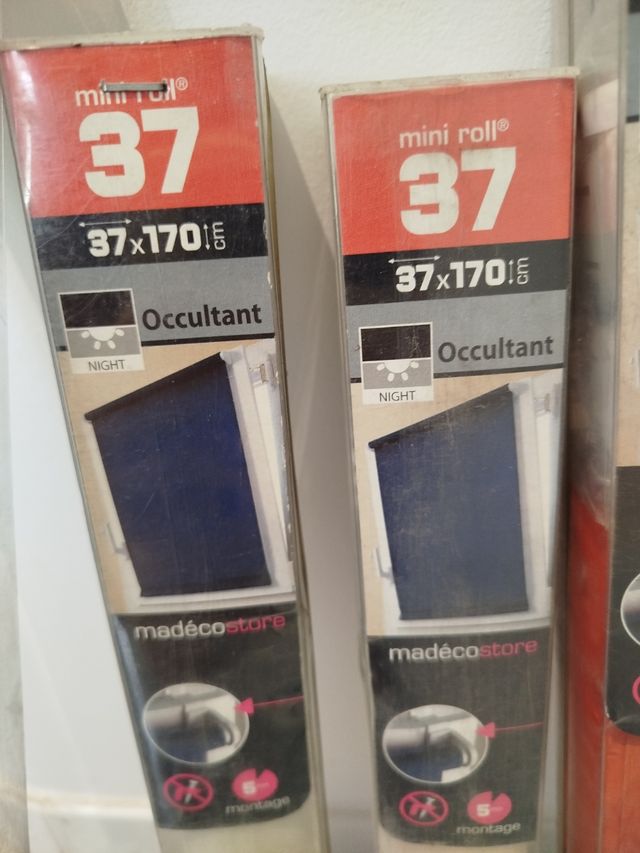 mini roll®
37
37x170 cm
Occultant
NIGHT
madécostore
5
montage
mini roll®
37
37x170 cm
Occultant
NIGHT
madécostore
5
montage